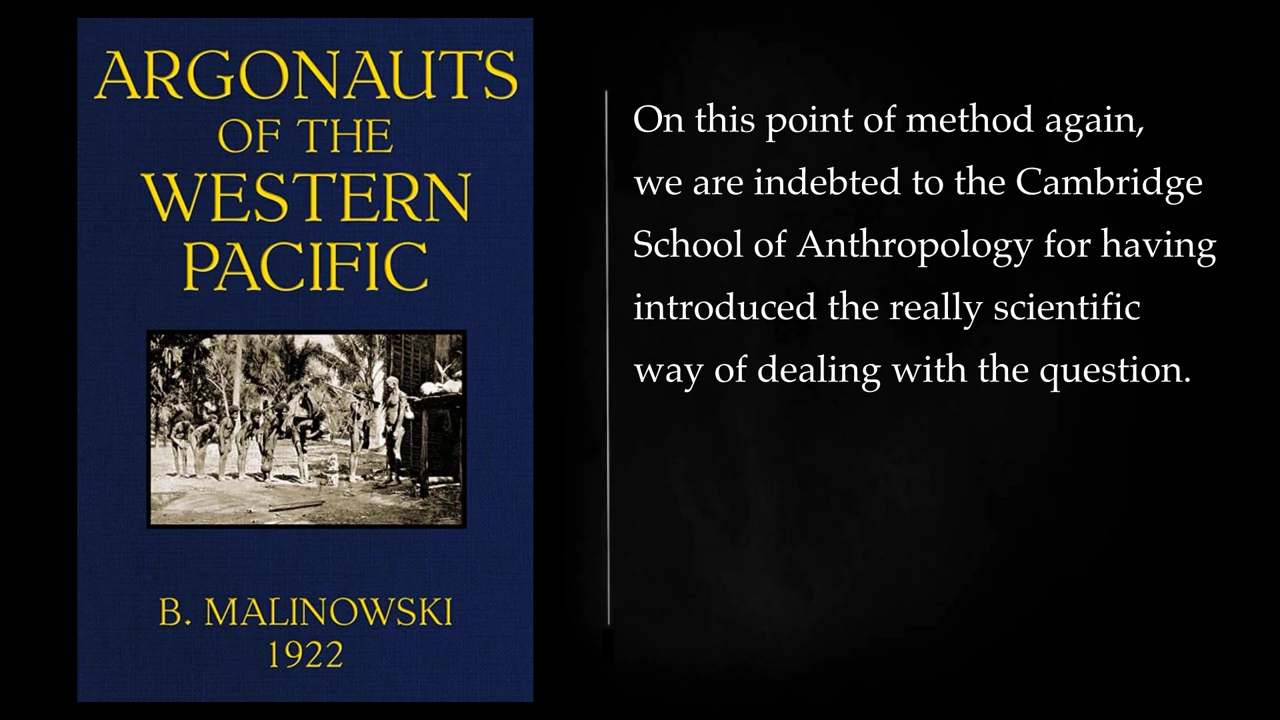 ARGONAUTS
OF THE
WESTERN
PACIFIC
B. MALINOWSKI
1922
On this point of method again,
we are indebted to the Cambridge
School of Anthropology for having
introduced the really scientific
way of dealing with the question.